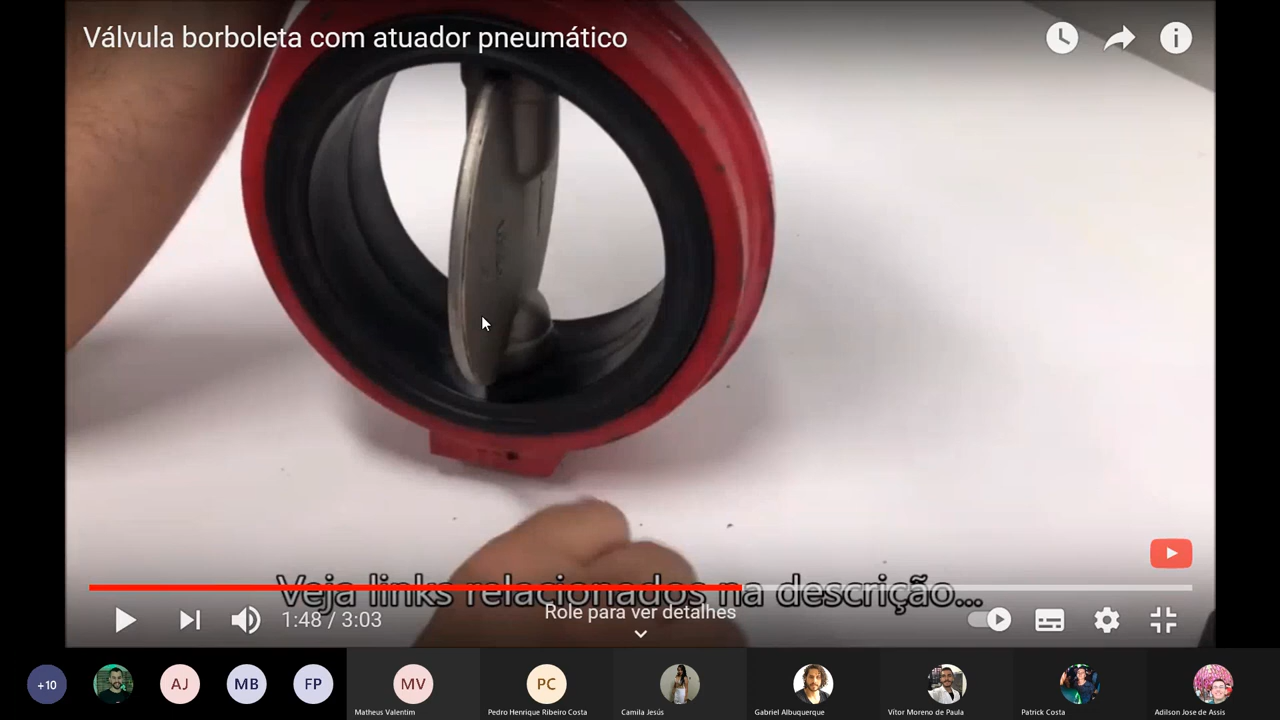 Válvula borboleta com atuador pneumático
Veja links relacionados na descrição...
1:48 / 3:03
Role para ver detalhes
+10
AJ
MB
FP
MV
PC
Matheus Valentim
Pedro Henrique Ribeiro Costa
Camila Jesús
Gabriel Albuquerque
Vítor Moreno de Paula
Patrick Costa
Adilson Jose de Assis